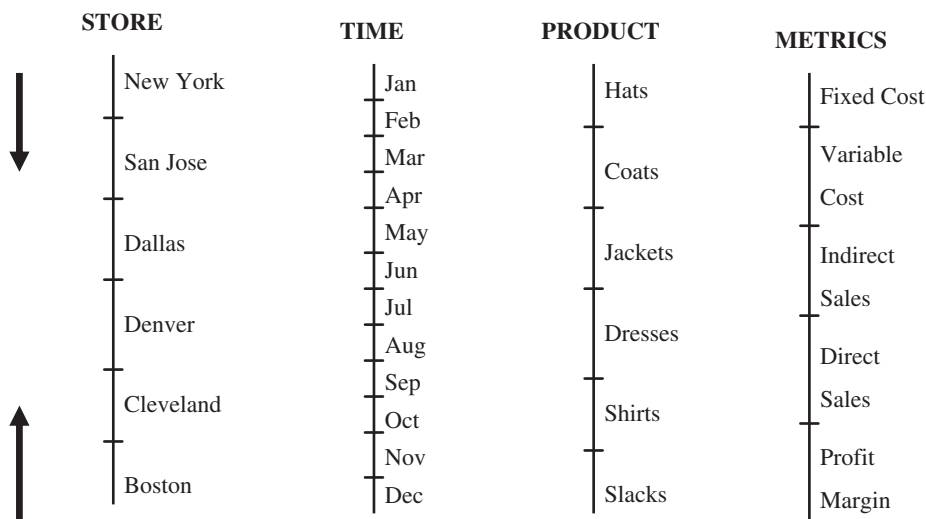 STORE
New York
San Jose
Dallas
Denver
Cleveland
Boston
TIME
Jan
Feb
Mar
Apr
May
Jun
Jul
Aug
Sep
Oct
Nov
Dec
PRODUCT
Hats
Coats
Jackets
Dresses
Shirts
Slacks
METRICS
Fixed Cost
Variable
Cost
Indirect
Sales
Direct
Sales
Profit
Margin